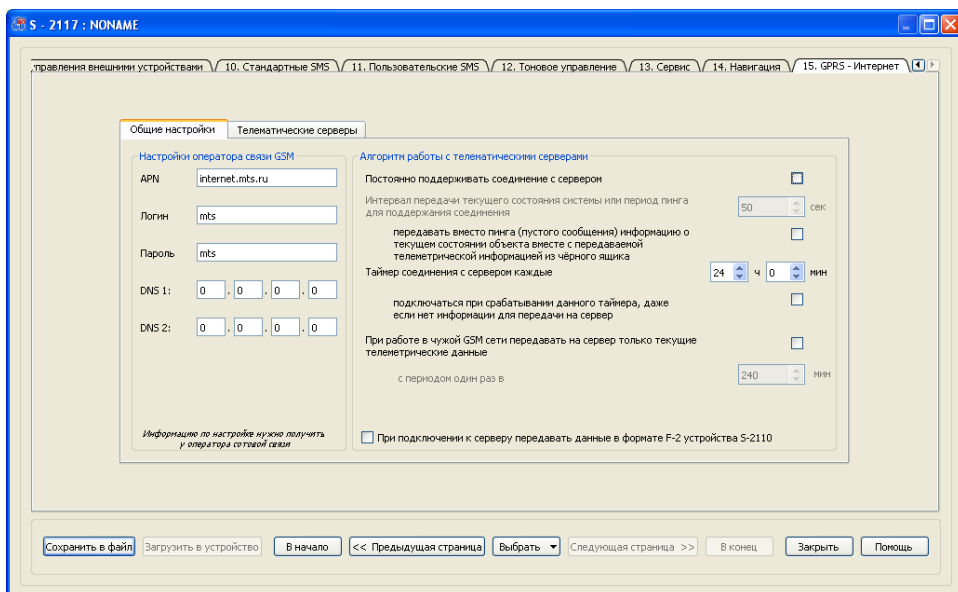 S - 2117 : NONAME
управления внешними устройствами 10. Стандартные SMS 11. Пользовательские SMS 12. Тоновое управление 13. Сервис 14. Навигация 15. GPRS - Интернет
Общие настройки Телематические серверы
Настройки оператора связи GSM
APN internet.mts.ru
Логин mts
Пароль mts
DNS 1: 0 . 0 . 0 . 0
DNS 2: 0 . 0 . 0 . 0
Информацию по настройке нужно получить
у оператора сотовой связи
Алгоритм работы с телематическими серверами
Постоянно поддерживать соединение с сервером
Интервал передачи текущего состояния системы или период пинга
для поддержания соединения
50 сек
передавать вместо пинга (пустого сообщения) информацию о
текущем состоянии объекта вместе с передаваемой
телеметрической информацией из чёрного ящика
Таймер соединения с сервером каждые 24 ч 0 мин
подключаться при срабатывании данного таймера, даже
если нет информации для передачи на сервер
При работе в чужой GSM сети передавать на сервер только текущие
телеметрические данные
с периодом один раз в 240 мин
При подключении к серверу передавать данные в формате F-2 устройства S-2110
Сохранить в файл Загрузить в устройство В начало << Предыдущая страница Выбрать Следующая страница >> В конец Закрыть Помощь